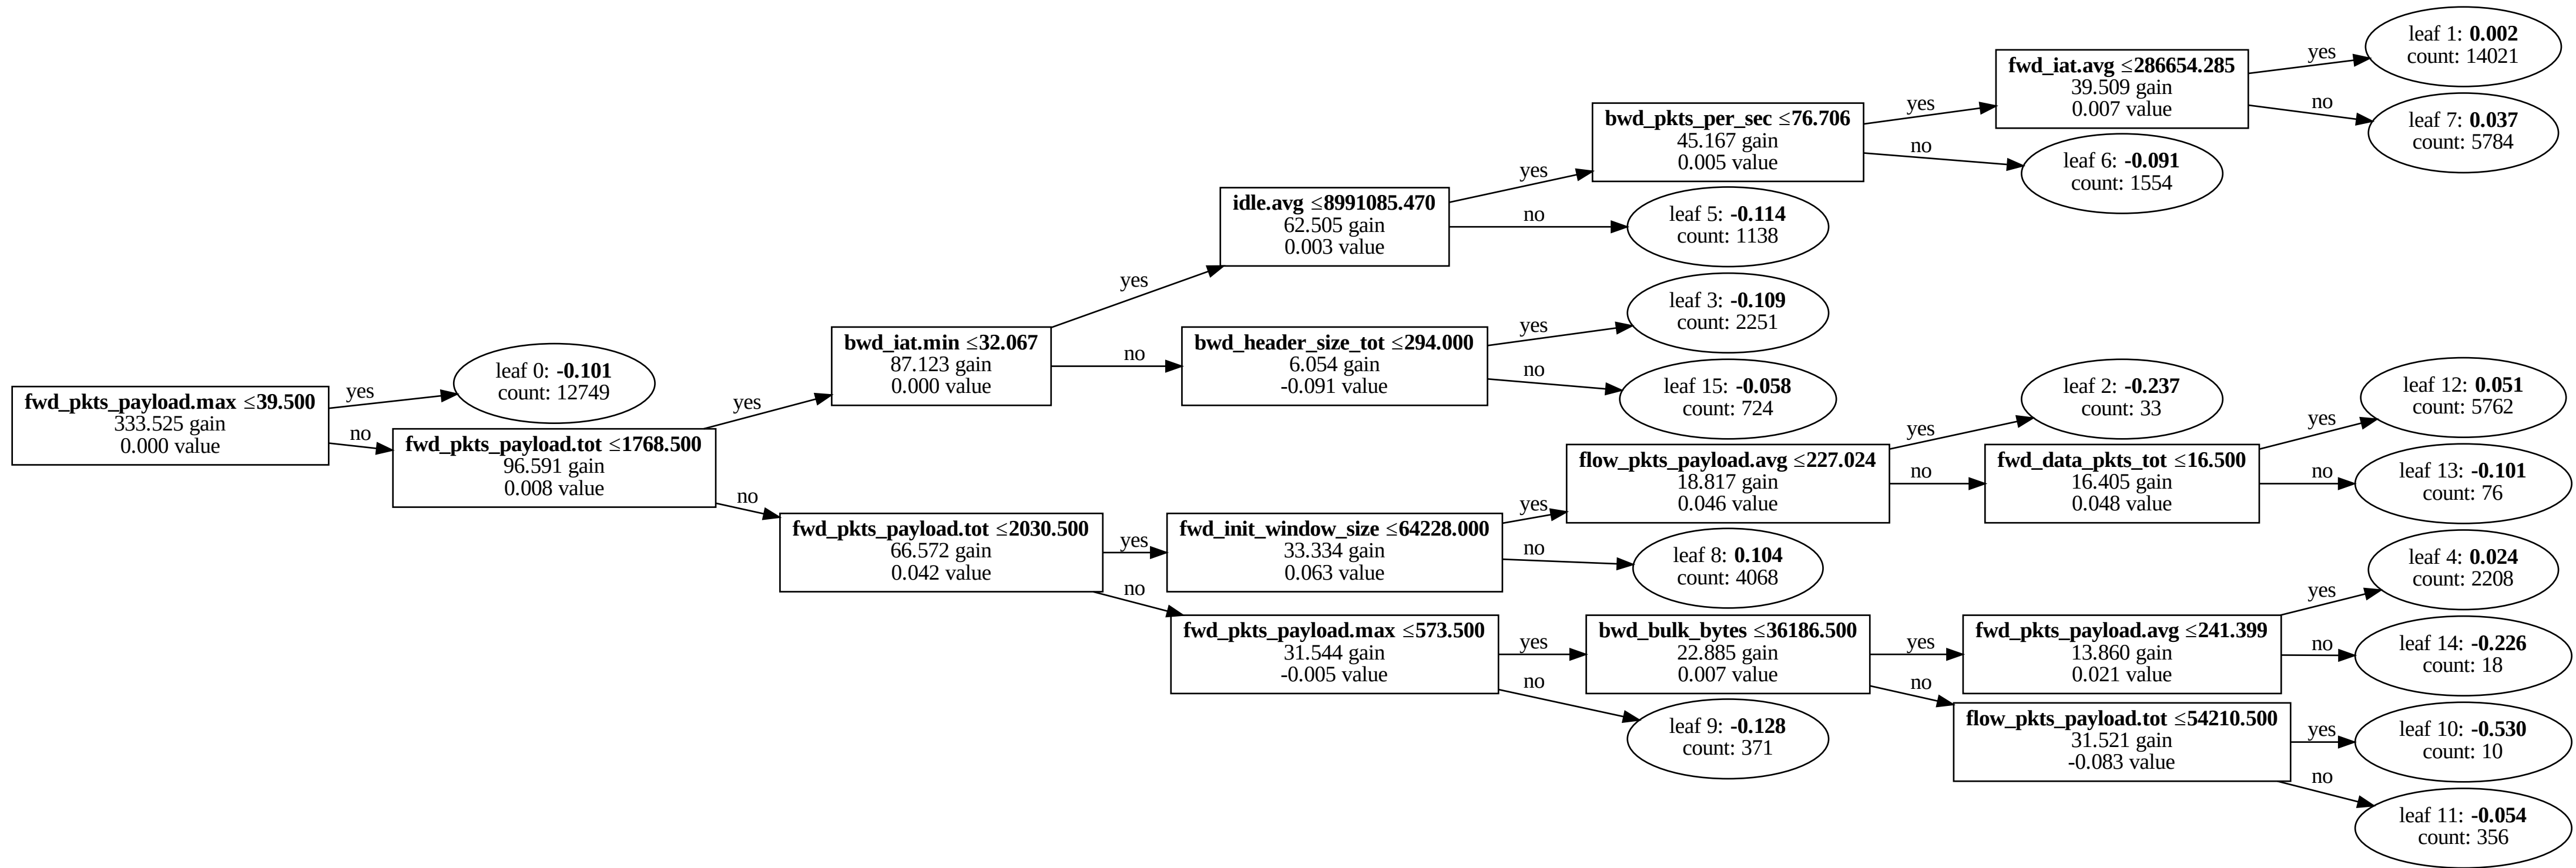 fwd_pkts_payload.max ≤39.500
333.525 gain
0.000 value
yes
no
leaf 0: -0.101
count: 12749
fwd_pkts_payload.tot ≤1768.500
96.591 gain
0.008 value
yes
no
bwd_iat.min ≤32.067
87.123 gain
0.000 value
yes
no
idle.avg ≤8991085.470
62.505 gain
0.003 value
yes
no
bwd_pkts_per_sec ≤76.706
45.167 gain
0.005 value
yes
no
fwd_iat.avg ≤286654.285
39.509 gain
0.007 value
yes
no
leaf 1: 0.002
count: 14021
leaf 7: 0.037
count: 5784
leaf 6: -0.091
count: 1554
leaf 5: -0.114
count: 1138
bwd_header_size_tot ≤294.000
6.054 gain
-0.091 value
yes
no
leaf 3: -0.109
count: 2251
leaf 15: -0.058
count: 724
fwd_pkts_payload.tot ≤2030.500
66.572 gain
0.042 value
yes
no
fwd_init_window_size ≤64228.000
33.334 gain
0.063 value
yes
no
flow_pkts_payload.avg ≤227.024
18.817 gain
0.046 value
yes
no
leaf 2: -0.237
count: 33
fwd_data_pkts_tot ≤16.500
16.405 gain
0.048 value
yes
no
leaf 12: 0.051
count: 5762
leaf 13: -0.101
count: 76
leaf 8: 0.104
count: 4068
fwd_pkts_payload.max ≤573.500
31.544 gain
-0.005 value
yes
no
bwd_bulk_bytes ≤36186.500
22.885 gain
0.007 value
yes
no
fwd_pkts_payload.avg ≤241.399
13.860 gain
0.021 value
yes
no
leaf 4: 0.024
count: 2208
leaf 14: -0.226
count: 18
flow_pkts_payload.tot ≤54210.500
31.521 gain
-0.083 value
yes
no
leaf 10: -0.530
count: 10
leaf 11: -0.054
count: 356
leaf 9: -0.128
count: 371